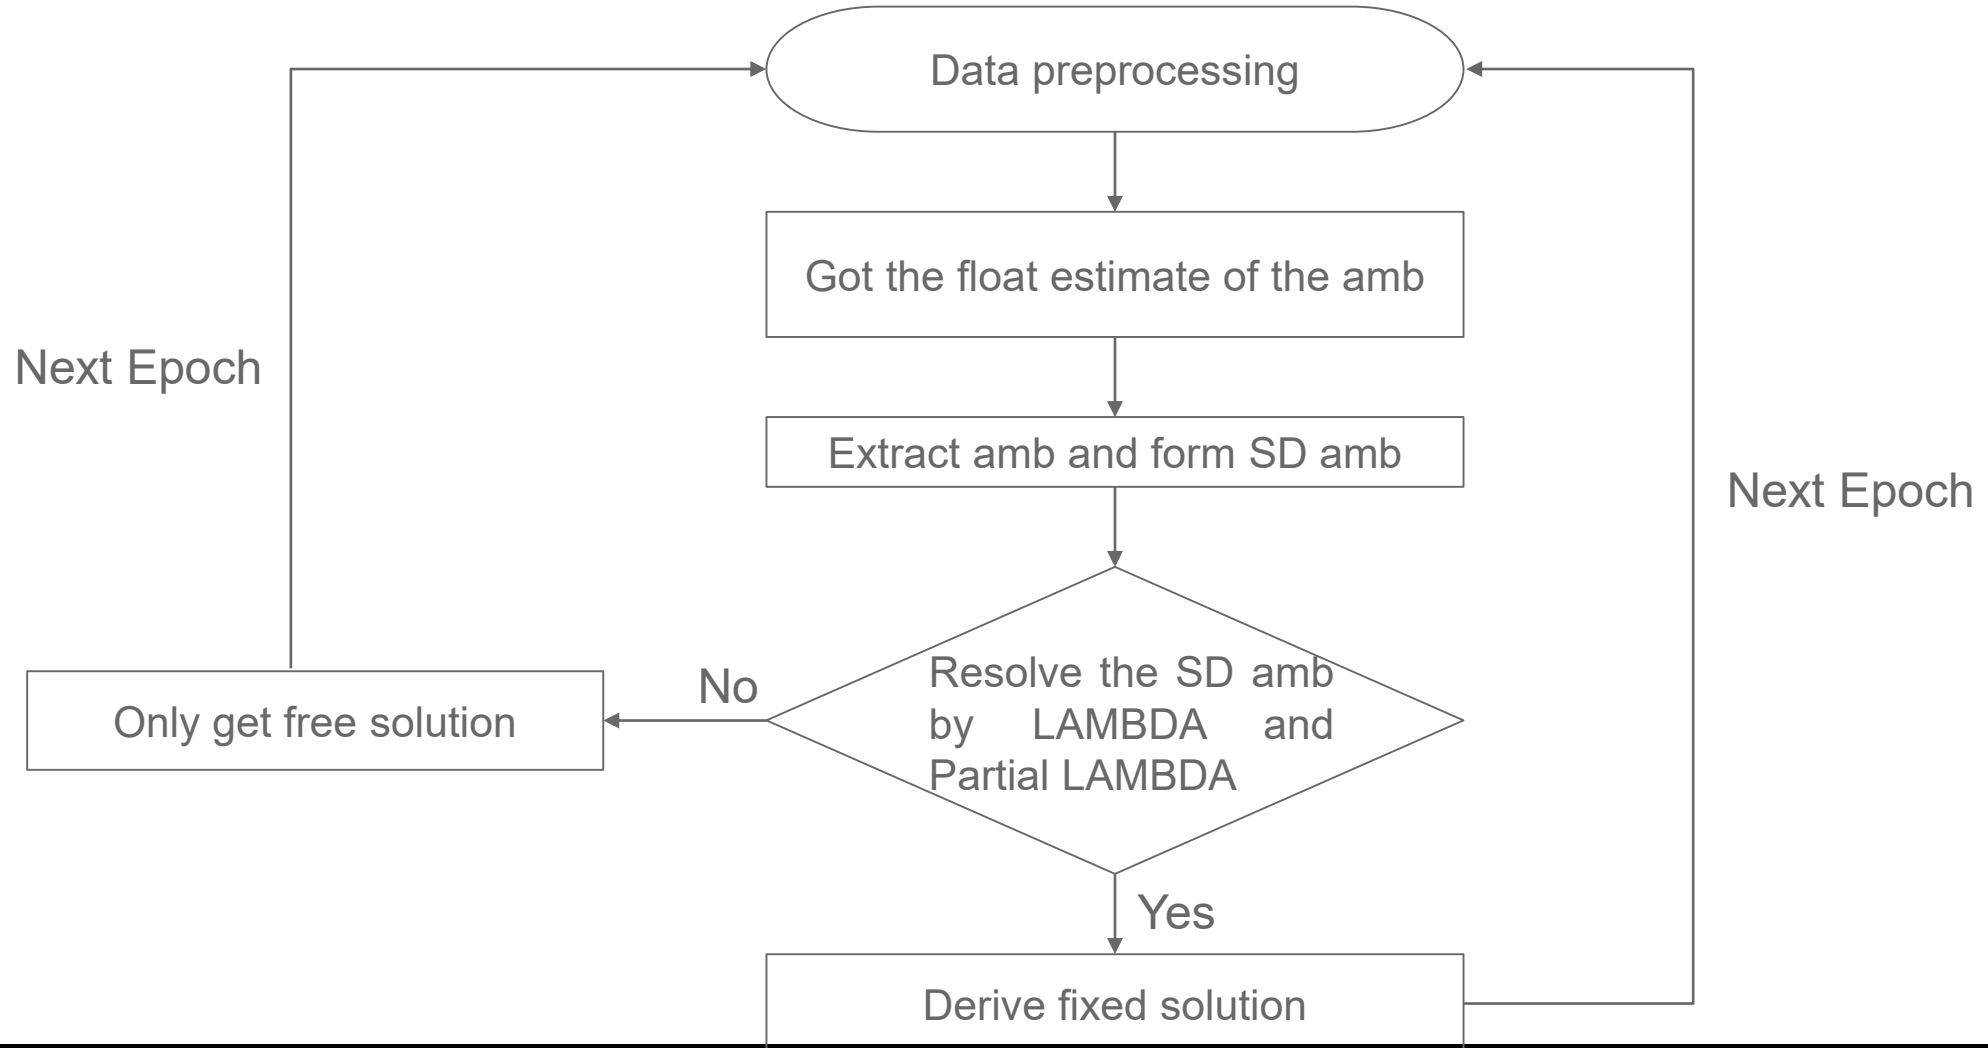 Data preprocessing
Got the float estimate of the amb
Next Epoch
Extract amb and form SD amb
Next Epoch
Resolve the SD amb
by LAMBDA and
Partial LAMBDA
No
Only get free solution
Yes
Derive fixed solution